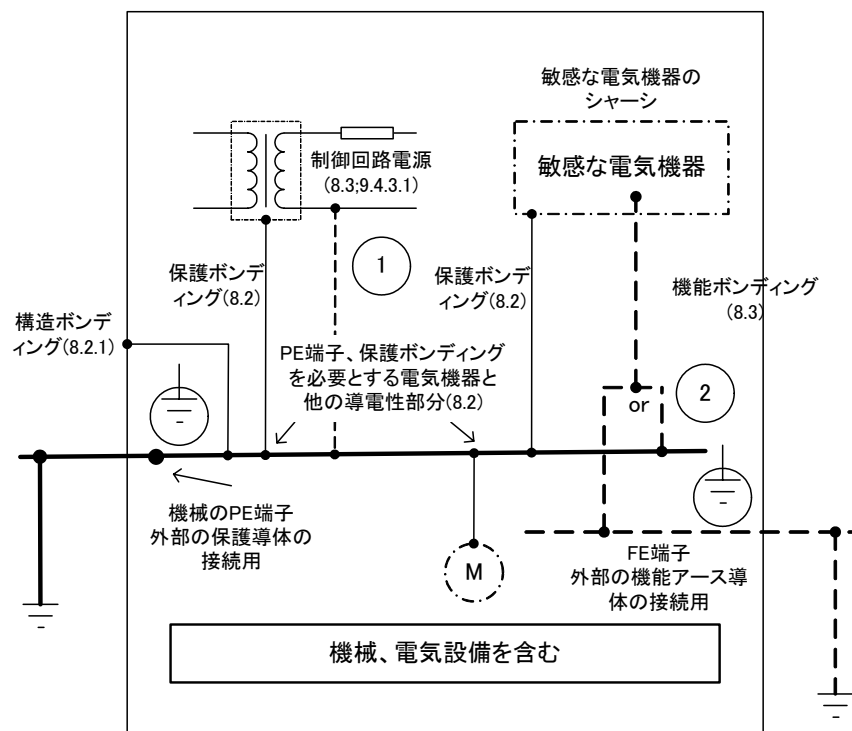 敏感な電気機器の
シャーシ
制御回路電源
(8.3;9.4.3.1)
敏感な電気機器
保護ボンデ
ィング(8.2)
1
保護ボンデ
ィング(8.2)
機能ボンディング
(8.3)
構造ボンデ
ィング(8.2.1)
PE端子、保護ボンディング
を必要とする電気機器と
他の導電性部分(8.2)
2
or
機械のPE端子
外部の保護導体の
接続用
M
FE端子
外部の機能アース導
体の接続用
機械、電気設備を含む